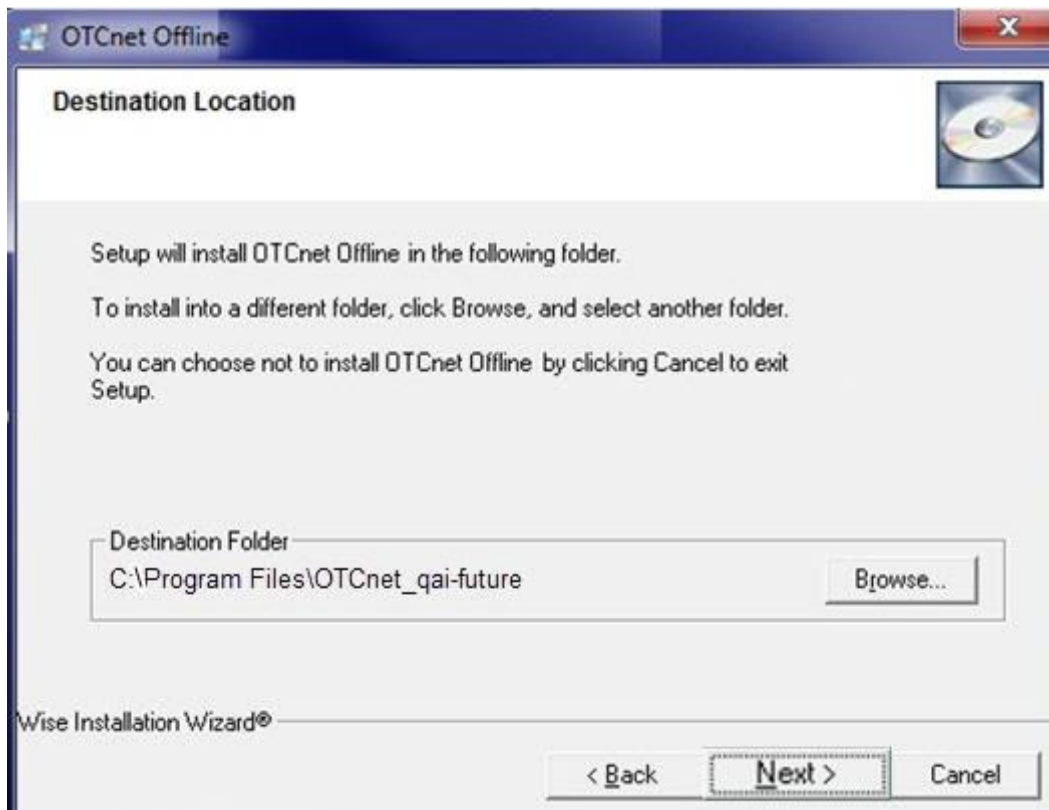 OTCnet Offline
Destination Location
Setup will install OTCnet Offline in the following folder.
To install into a different folder, click Browse, and select another folder.
You can choose not to install OTCnet Offline by clicking Cancel to exit
Setup.
Destination Folder
C:\Program Files\OTCnet_qai-future
Browse...
Wise Installation Wizard®
< Back
Next >
Cancel